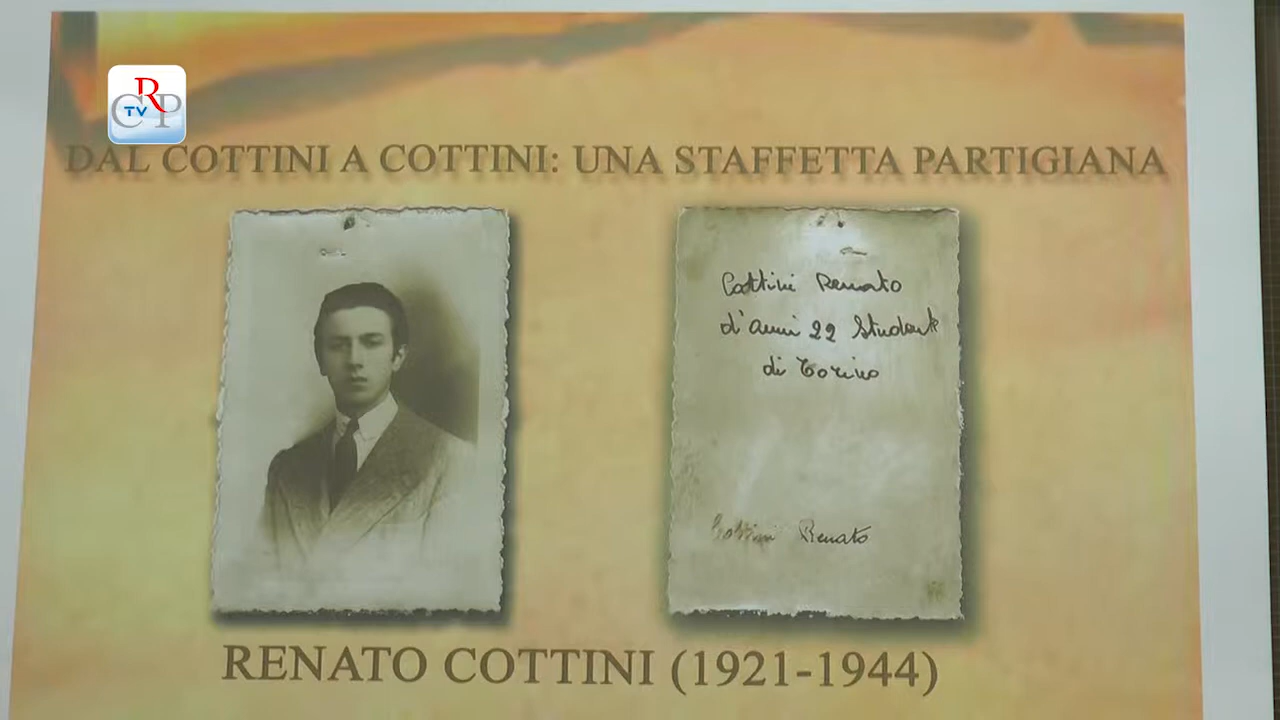 CRP
TV
DAL COTTINI A COTTINI: UNA STAFFETTA PARTIGIANA
Cottini Renato
d'anni 22 Studente
di Torino
Cottini Renato
RENATO COTTINI (1921-1944)